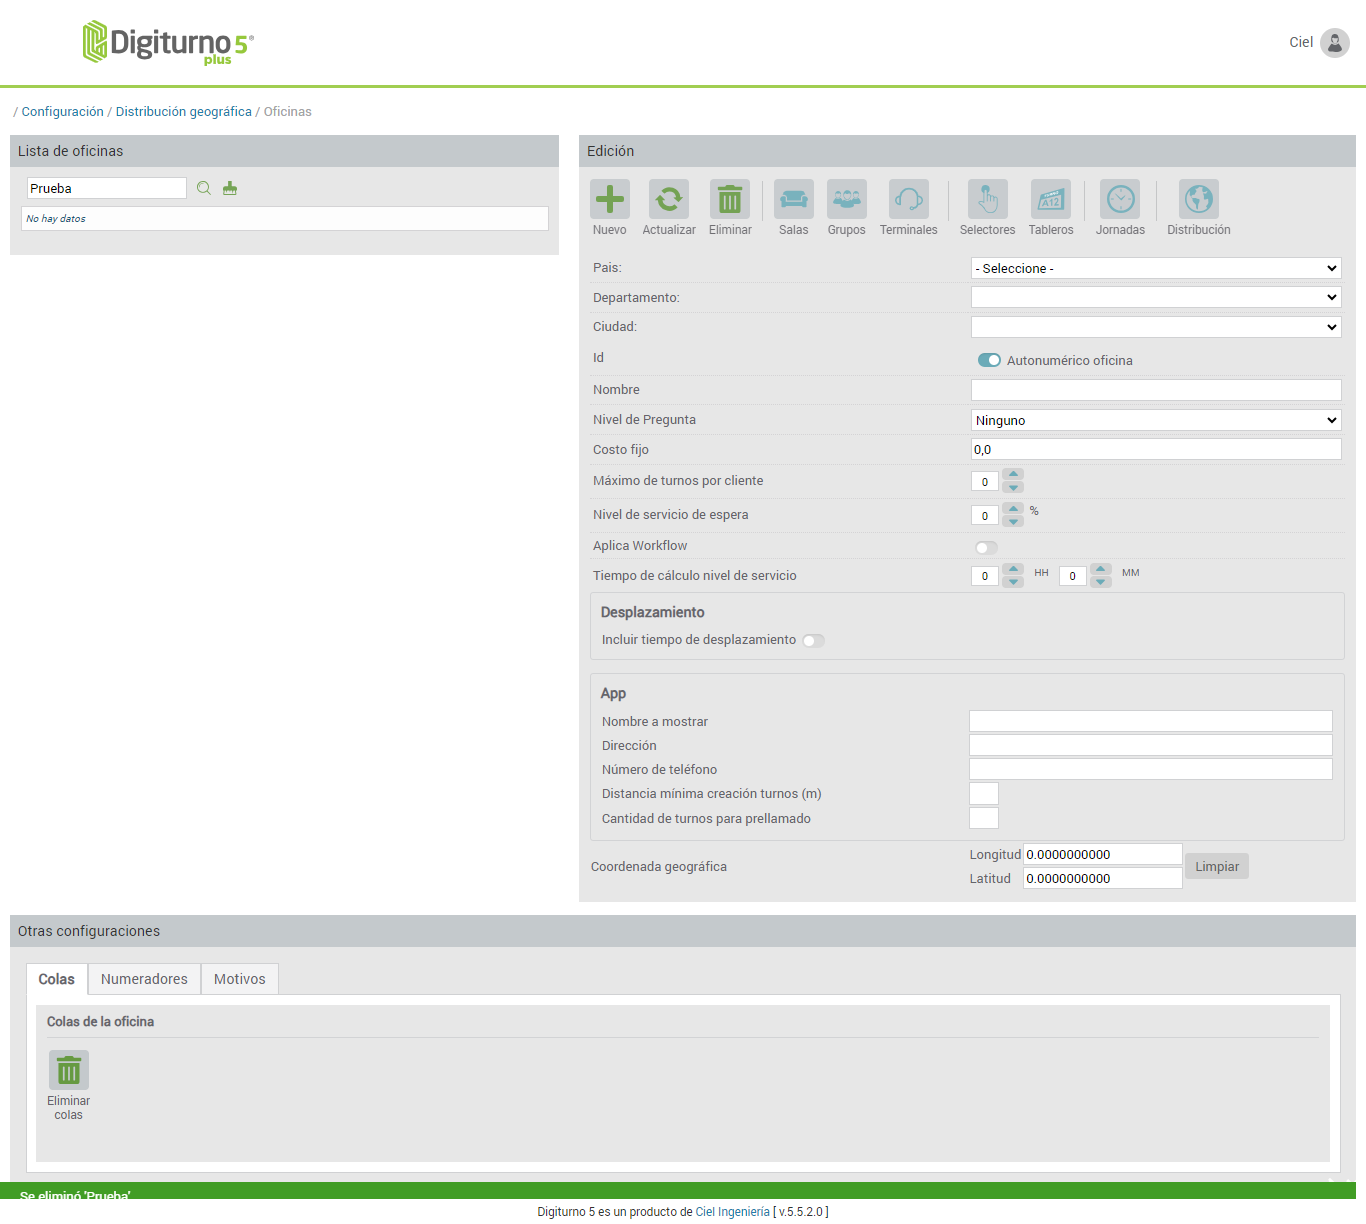 Digiturno 5®
plus
Ciel
/ Configuración / Distribución geográfica / Oficinas
Lista de oficinas
Prueba
No hay datos
Edición
Nuevo Actualizar Eliminar Salas Grupos Terminales Selectores Tableros Jornadas Distribución
A12
Pais: - Seleccione -
Departamento:
Ciudad:
Id Autonumérico oficina
Nombre
Nivel de Pregunta Ninguno
Costo fijo 0,0
Máximo de turnos por cliente 0
Nivel de servicio de espera 0 %
Aplica Workflow
Tiempo de cálculo nivel de servicio 0 HH 0 MM
Desplazamiento
Incluir tiempo de desplazamiento
App
Nombre a mostrar
Dirección
Número de teléfono
Distancia mínima creación turnos (m)
Cantidad de turnos para prellamado
Coordenada geográfica
Longitud 0.0000000000
Latitud 0.0000000000
Limpiar
Otras configuraciones
Colas Numeradores Motivos
Colas de la oficina
Eliminar
colas
Se eliminó 'Prueba'
Digiturno 5 es un producto de Ciel Ingeniería [ v.5.5.2.0 ]